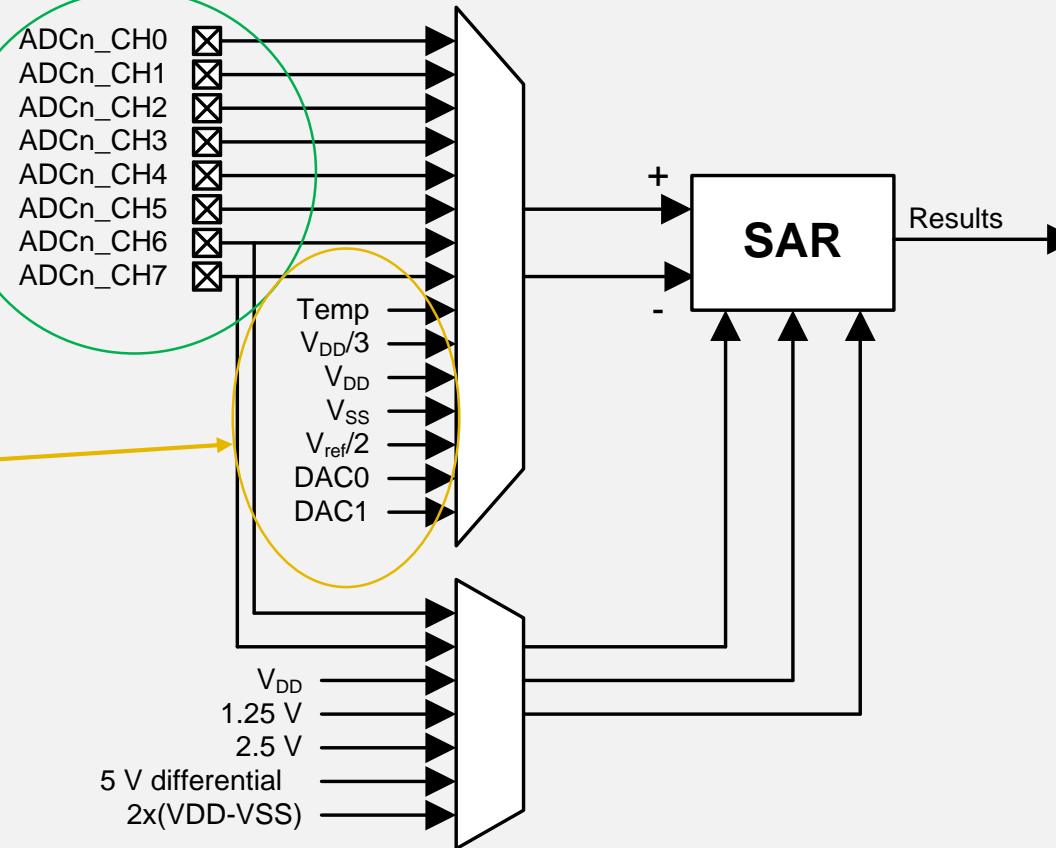 ADCn_CH0
ADCn_CH1
ADCn_CH2
ADCn_CH3
ADCn_CH4
ADCn_CH5
ADCn_CH6
ADCn_CH7
Temp
VDD/3
VDD
VSS
Vref/2
DAC0
DAC1
+
-
SAR
Results
VDD
1.25 V
2.5 V
5 V differential
2x(VDD-VSS)